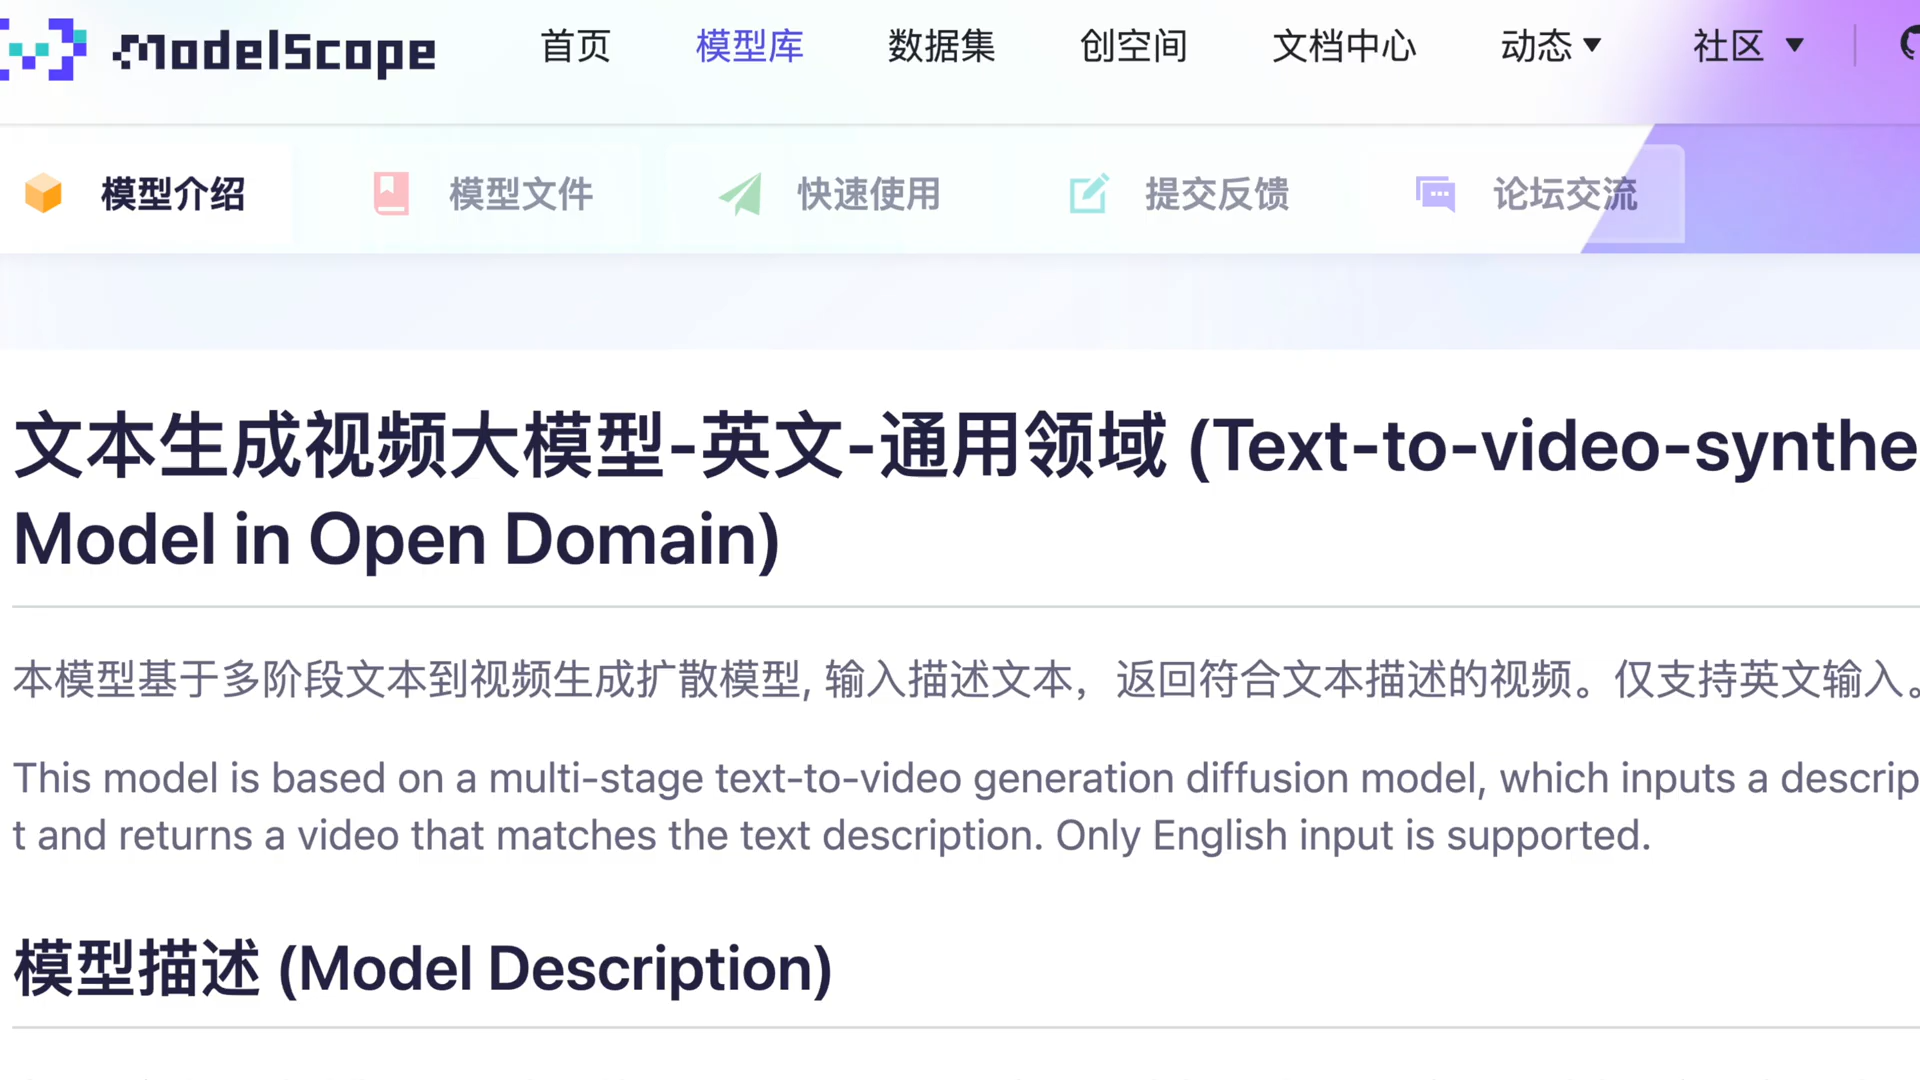 ModelScope 首页 模型库 数据集 创空间 文档中心 动态 社区
模型介绍 模型文件 快速使用 提交反馈 论坛交流
文本生成视频大模型-英文-通用领域 (Text-to-video-synthe
Model in Open Domain)
本模型基于多阶段文本到视频生成扩散模型, 输入描述文本，返回符合文本描述的视频。仅支持英文输入。
This model is based on a multi-stage text-to-video generation diffusion model, which inputs a descrip
t and returns a video that matches the text description. Only English input is supported.
模型描述 (Model Description)